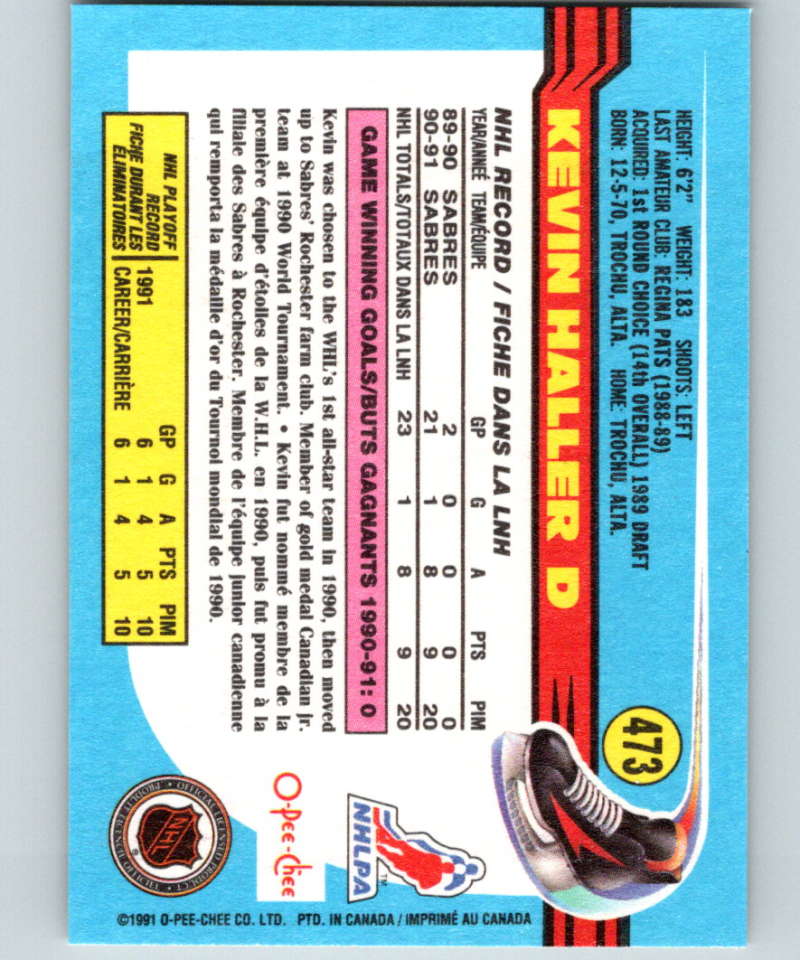 473
HEIGHT: 6'2" WEIGHT: 183 SHOOTS: LEFT
LAST AMATEUR CLUB: REGINA PATS (1988-89)
ACQUIRED: 1st ROUND CHOICE (14th OVERALL) 1989 DRAFT
BORN: 12-5-70, TROCHU, ALTA. HOME: TROCHU, ALTA.
KEVIN HALLER D
NHL RECORD / FICHE DANS LA LNH
YEAR/ANNEÉ TEAM/ÉQUIPE GP G A PTS PIM
89-90 SABRES 2 0 0 0 0
90-91 SABRES 21 1 8 9 20
NHL TOTALS/TOTAUX DANS LA LNH 23 1 8 9 20
GAME WINNING GOALS/BUTS GAGNANTS 1990-91: 0
Kevin was chosen to the WHL's 1st all-star team in 1990, then moved
up to Sabres' Rochester farm club. Member of gold medal Canadian jr.
team at 1990 World Tournament. • Kevin fut nommé membre de la
première équipe d'étoiles de la W.H.L. en 1990, puis fut promu à la
filiale des Sabres à Rochester. Membre de l'équipe junior canadienne
qui remporta la médaille d'or du Tournoi mondial de 1990.
NHL PLAYOFF
RECORD
FICHE DURANT LES
ÉLIMINATOIRES
GP G A PTS PIM
1991 6 1 4 5 10
CAREER/CARRIÈRE 6 1 4 5 10
NHLPA
TM
O-Pee-Chee
NHL
OFFICIAL LICENSED PRODUCT
®
©1991 O-PEE-CHEE CO. LTD. PTD. IN CANADA / IMPRIMÉ AU CANADA